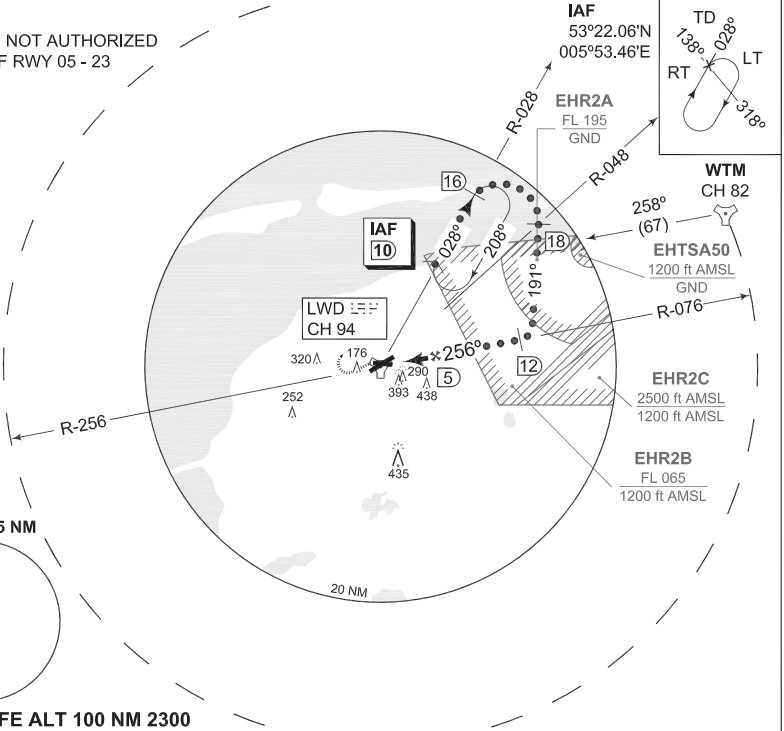 NOT AUTHORIZED
F RWY 05 - 23
IAF
53º22.06'N
005º53.46'E
TD
138º
028º
RT
LT
318º
R-028
EHR2A
FL 195
GND
R-048
WTM
CH 82
258º
(67)
16
IAF
10
028º
208º
18
EHTSA50
1200 ft AMSL
GND
191º
R-076
LWD
CH 94
320
176
256º
12
290
5
393
438
252
EHR2C
2500 ft AMSL
1200 ft AMSL
R-256
435
EHR2B
FL 065
1200 ft AMSL
5 NM
20 NM
FE ALT 100 NM 2300